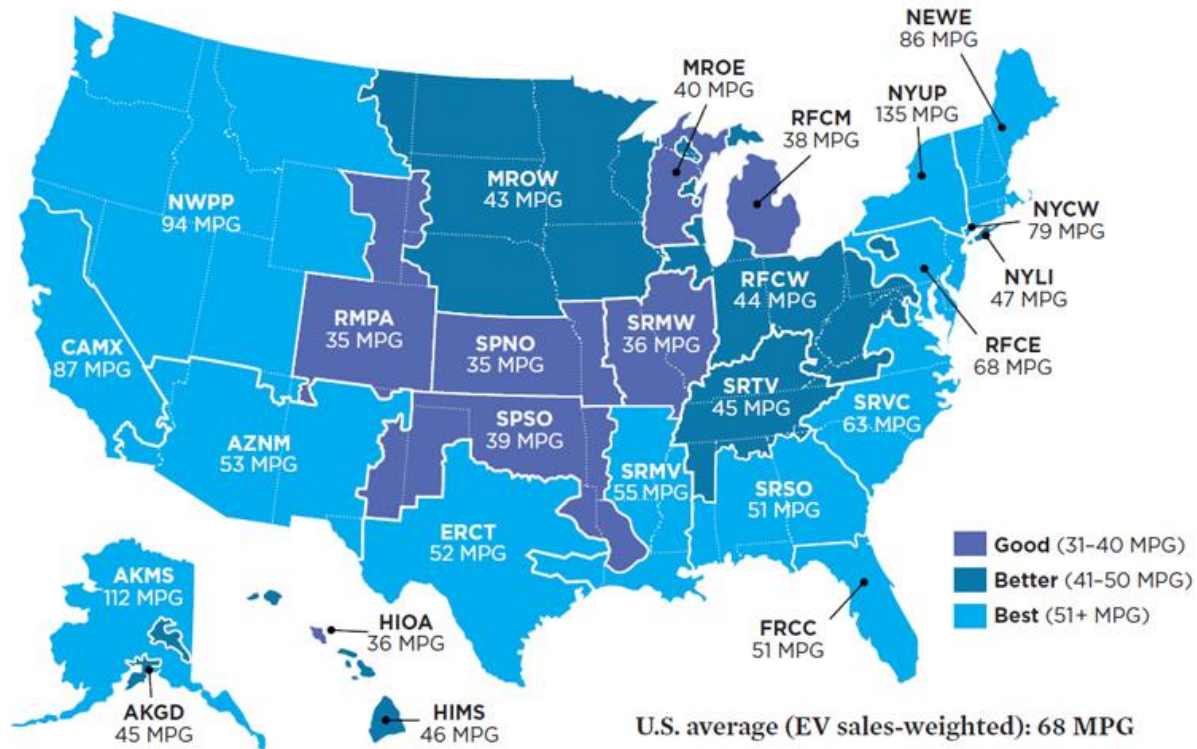 NEWE
86 MPG
MROE
40 MPG
NYUP
135 MPG
RFCM
38 MPG
NWPP
94 MPG
MROW
43 MPG
NYCW
79 MPG
NYLI
47 MPG
RFCW
44 MPG
RMPA
35 MPG
SPNO
35 MPG
SRMW
36 MPG
CAMX
87 MPG
RFCE
68 MPG
SRTV
45 MPG
SRVC
63 MPG
SPSO
39 MPG
AZNM
53 MPG
SRMV
55 MPG
SRSO
51 MPG
ERCT
52 MPG
Good (31–40 MPG)
Better (41–50 MPG)
Best (51+ MPG)
AKMS
112 MPG
HIOA
36 MPG
FRCC
51 MPG
AKGD
45 MPG
HIMS
46 MPG
U.S. average (EV sales-weighted): 68 MPG